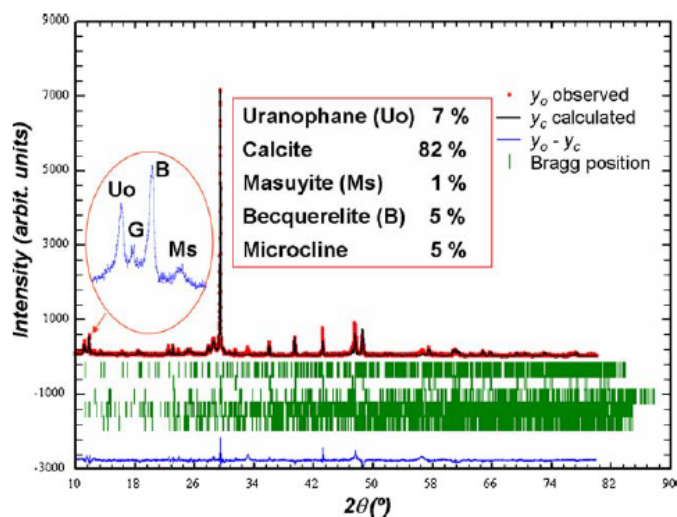 9000
7000
5000
3000
1000
-1000
-3000
10
18
24
34
42
50
58
66
74
82
90
Intensity (arbit. units)
2θ(º)
Uo
G
B
Ms
Uranophane (Uo) 7 %
Calcite 82 %
Masuyite (Ms) 1 %
Becquerelite (B) 5 %
Microcline 5 %
yo observed
yc calculated
yo - yc
Bragg position